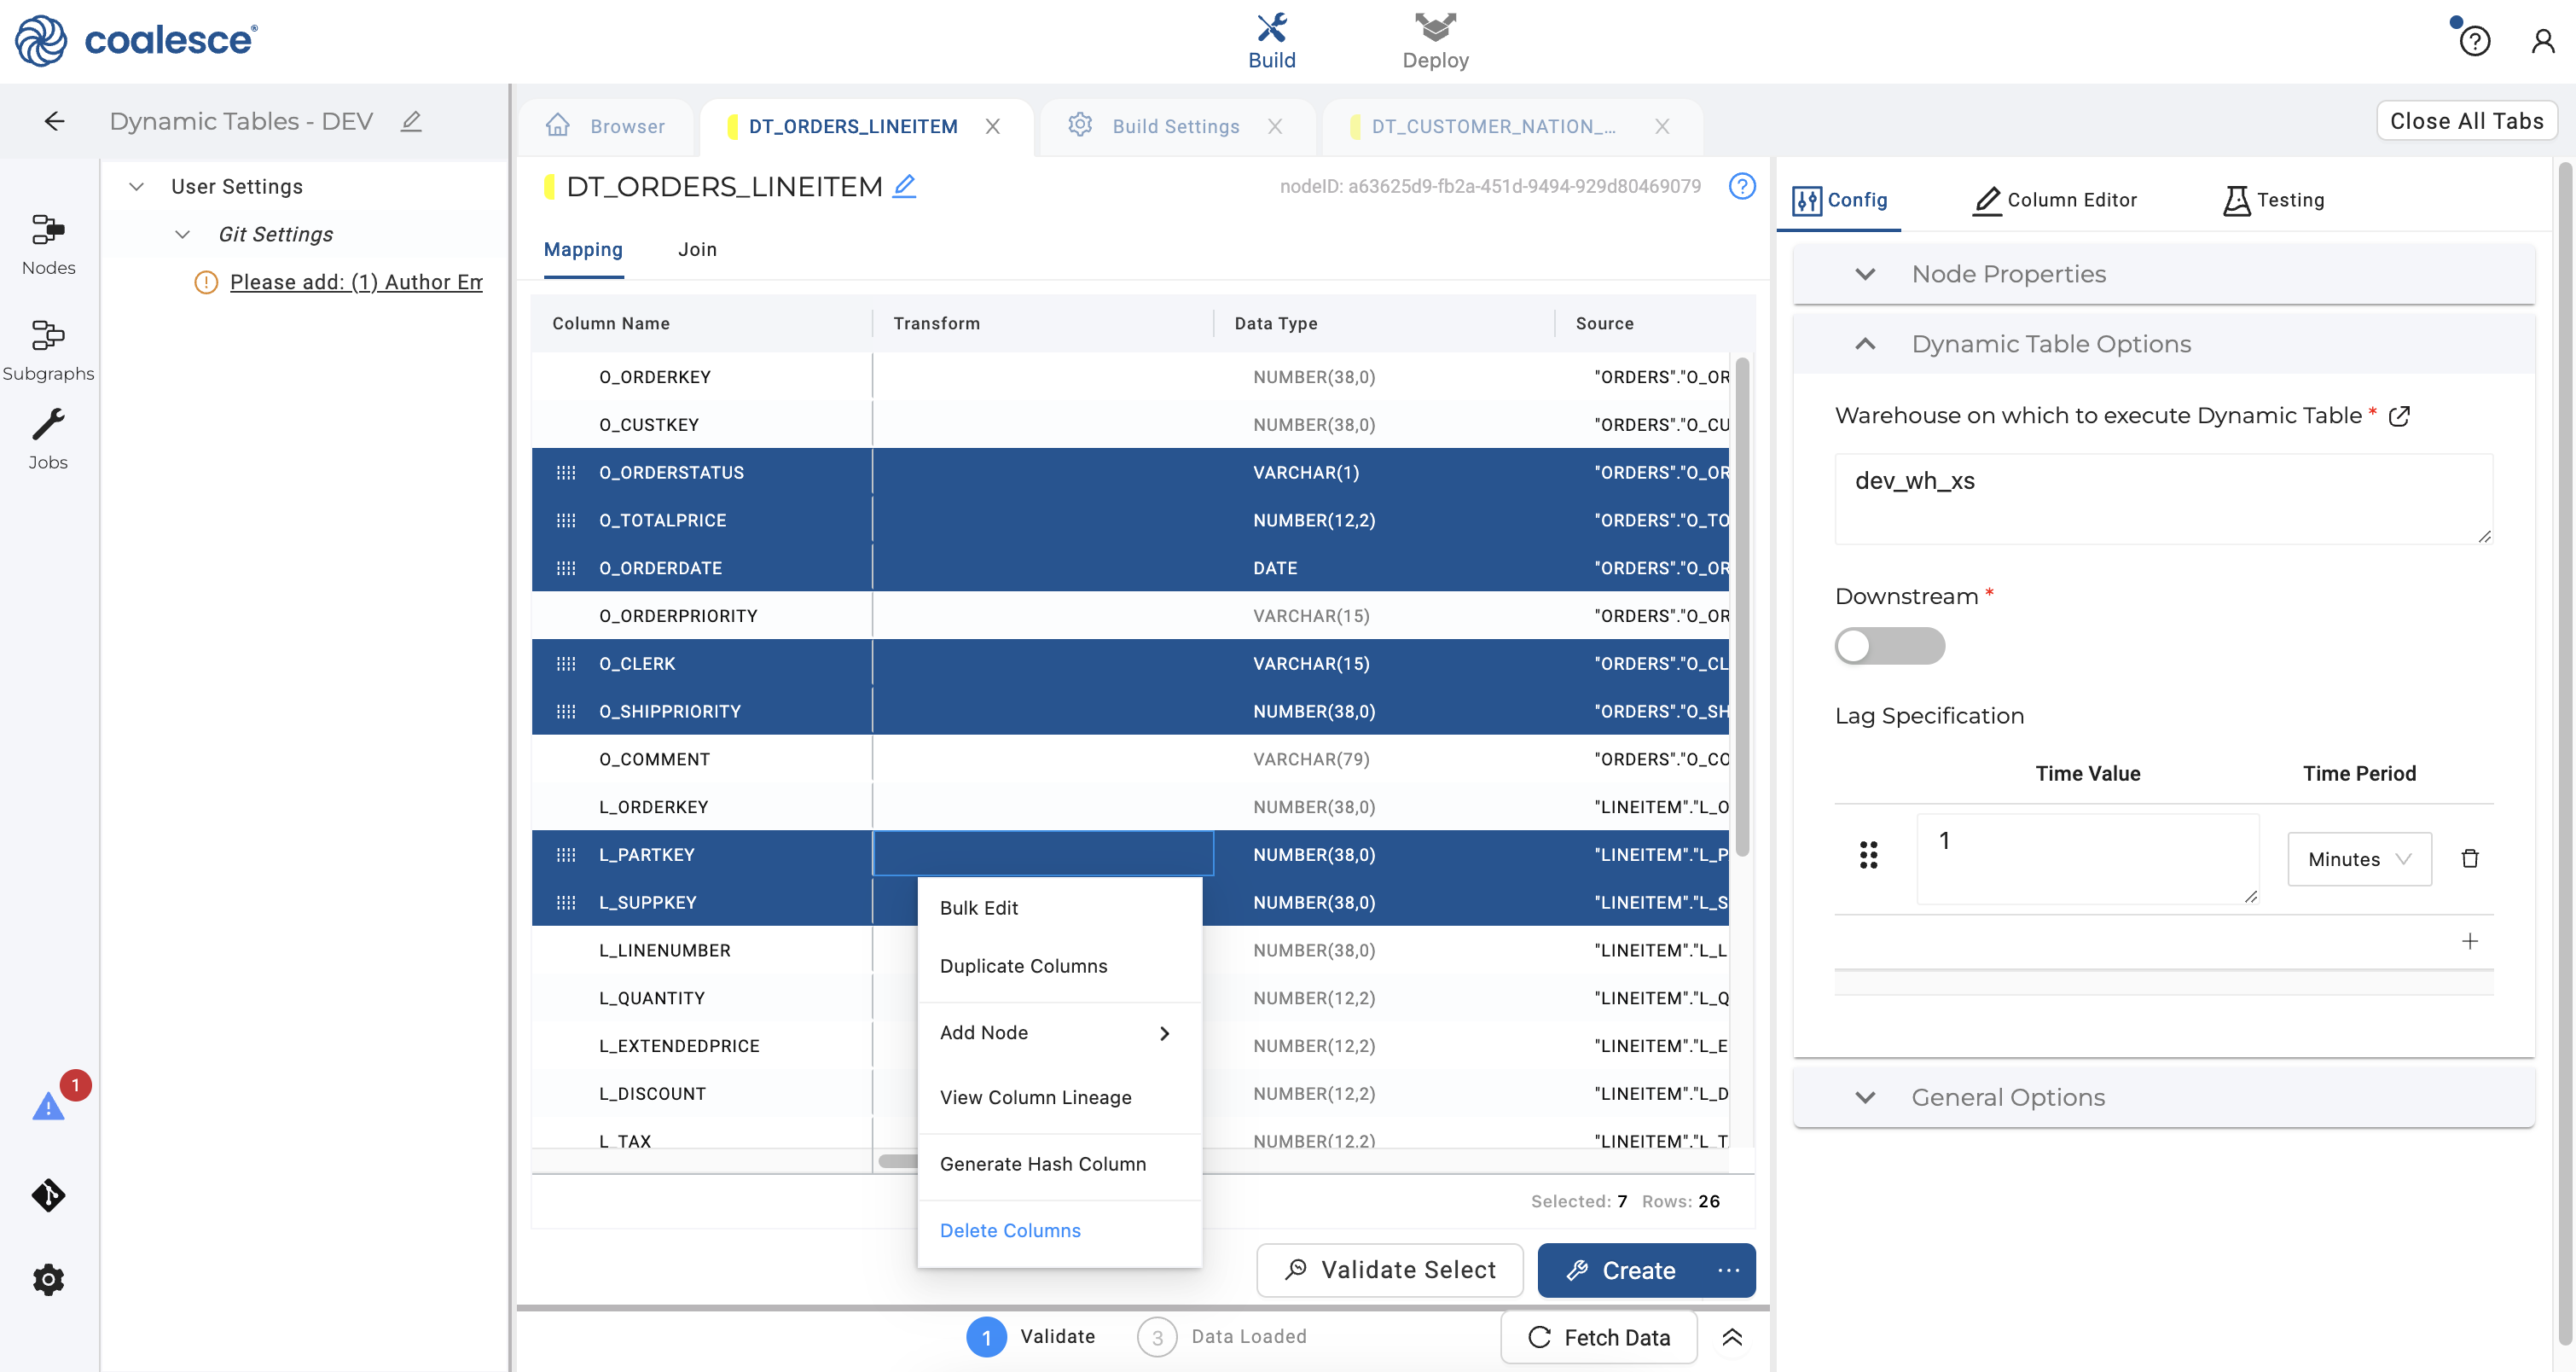 coalesce®
Build
Deploy
Dynamic Tables - DEV
Browser
DT_ORDERS_LINEITEM
Build Settings
DT_CUSTOMER_NATION_...
Close All Tabs
Nodes
Subgraphs
Jobs
1
User Settings
Git Settings
Please add: (1) Author Em
DT_ORDERS_LINEITEM
nodeID: a63625d9-fb2a-451d-9494-929d80469079
Mapping Join
Column Name Transform Data Type Source
O_ORDERKEY NUMBER(38,0) "ORDERS"."O_OR
O_CUSTKEY NUMBER(38,0) "ORDERS"."O_CU
O_ORDERSTATUS VARCHAR(1) "ORDERS"."O_OR
O_TOTALPRICE NUMBER(12,2) "ORDERS"."O_TO
O_ORDERDATE DATE "ORDERS"."O_OR
O_ORDERPRIORITY VARCHAR(15) "ORDERS"."O_OR
O_CLERK VARCHAR(15) "ORDERS"."O_CL
O_SHIPPRIORITY NUMBER(38,0) "ORDERS"."O_SH
O_COMMENT VARCHAR(79) "ORDERS"."O_CO
L_ORDERKEY NUMBER(38,0) "LINEITEM"."L_O
L_PARTKEY NUMBER(38,0) "LINEITEM"."L_P
L_SUPPKEY NUMBER(38,0) "LINEITEM"."L_S
L_LINENUMBER NUMBER(38,0) "LINEITEM"."L_L
L_QUANTITY NUMBER(12,2) "LINEITEM"."L_Q
L_EXTENDEDPRICE NUMBER(12,2) "LINEITEM"."L_E
L_DISCOUNT NUMBER(12,2) "LINEITEM"."L_D
L_TAX NUMBER(12,2) "LINEITEM"."L_T
Bulk Edit
Duplicate Columns
Add Node
View Column Lineage
Generate Hash Column
Delete Columns
Selected: 7 Rows: 26
Validate Select
Create ...
1 Validate
3 Data Loaded
Fetch Data
Config
Column Editor
Testing
Node Properties
Dynamic Table Options
Warehouse on which to execute Dynamic Table *
dev_wh_xs
Downstream *
Lag Specification
Time Value Time Period
1 Minutes
General Options